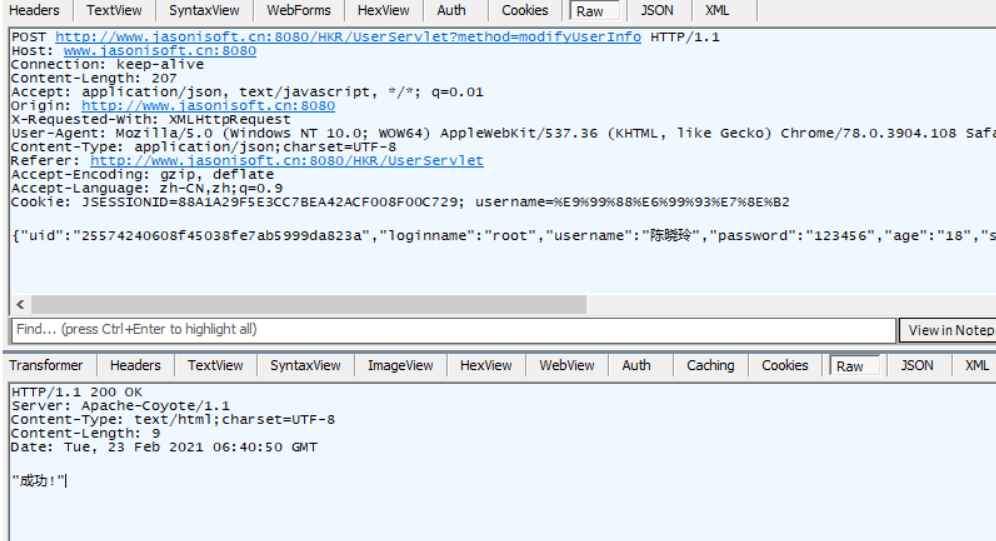 Headers TextView SyntaxView WebForms HexView Auth Cookies Raw JSON XML
POST http://www.jasonisoft.cn:8080/HKR/UserServlet?method=modifyUserInfo HTTP/1.1
Host: www.jasonisoft.cn:8080
Connection: keep-alive
Content-Length: 207
Accept: application/json, text/javascript, */*; q=0.01
Origin: http://www.jasonisoft.cn:8080
X-Requested-With: XMLHttpRequest
User-Agent: Mozilla/5.0 (Windows NT 10.0; WOW64) AppleWebKit/537.36 (KHTML, like Gecko) Chrome/78.0.3904.108 Safa
Content-Type: application/json;charset=UTF-8
Referer: http://www.jasonisoft.cn:8080/HKR/UserServlet
Accept-Encoding: gzip, deflate
Accept-Language: zh-CN,zh;q=0.9
Cookie: JSESSIONID=88A1A29F5E3CC7BEA42ACF008F00C729; username=%E9%99%88%E6%99%93%E7%8E%B2
{"uid":"25574240608f45038fe7ab5999da823a","loginname":"root","username":"陈晓玲","password":"123456","age":"18","s
Find... (press Ctrl+Enter to highlight all) View in Notep
Transformer Headers TextView SyntaxView ImageView HexView WebView Auth Caching Cookies Raw JSON XML
HTTP/1.1 200 OK
Server: Apache-Coyote/1.1
Content-Type: text/html;charset=UTF-8
Content-Length: 9
Date: Tue, 23 Feb 2021 06:40:50 GMT
"成功!"